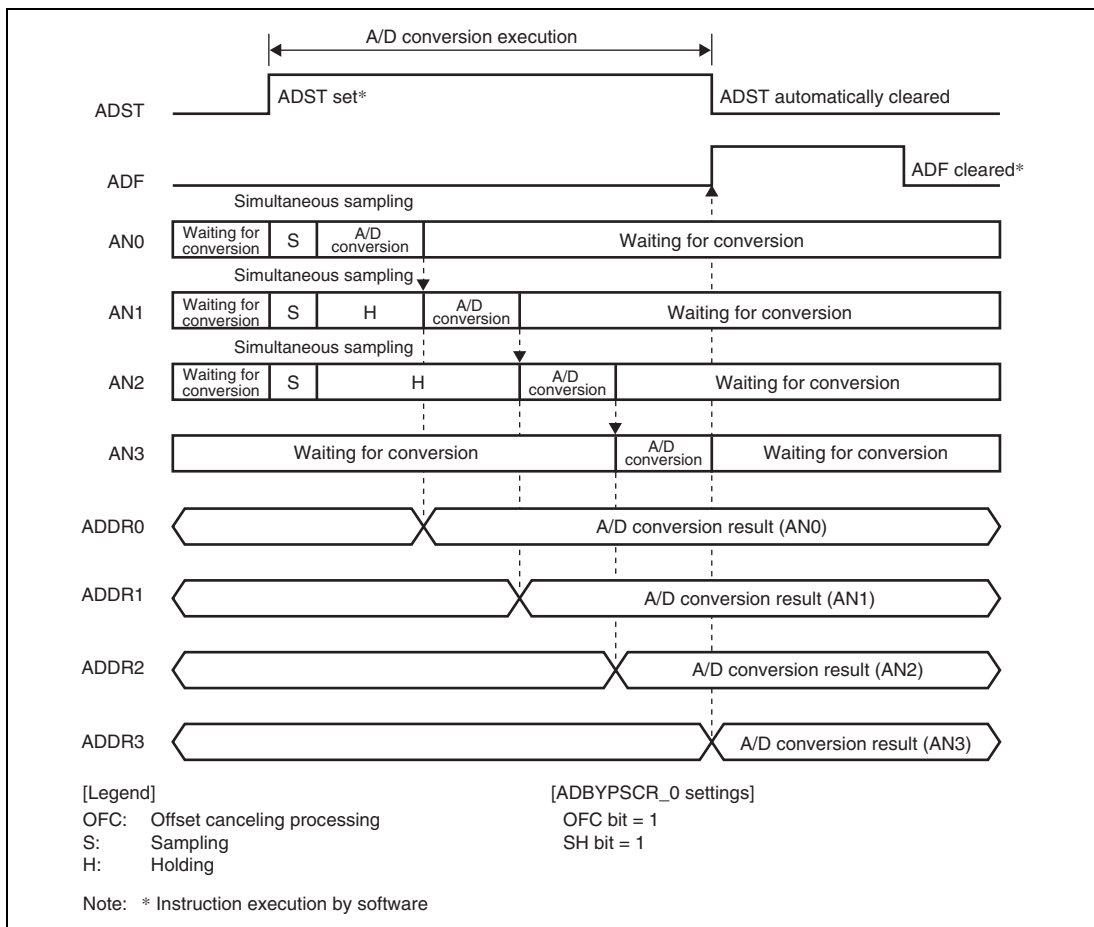 A/D conversion execution
ADST
ADST set*
ADST automatically cleared
ADF
ADF cleared*
Simultaneous sampling
AN0
Waiting for
conversion
S
A/D
conversion
Waiting for conversion
Simultaneous sampling
AN1
Waiting for
conversion
S
H
A/D
conversion
Waiting for conversion
Simultaneous sampling
AN2
Waiting for
conversion
S
H
A/D
conversion
Waiting for conversion
AN3
Waiting for conversion
A/D
conversion
Waiting for conversion
ADDR0
A/D conversion result (AN0)
ADDR1
A/D conversion result (AN1)
ADDR2
A/D conversion result (AN2)
ADDR3
A/D conversion result (AN3)
[Legend]
OFC: Offset canceling processing
S: Sampling
H: Holding
[ADBYPSCR_0 settings]
OFC bit = 1
SH bit = 1
Note: * Instruction execution by software